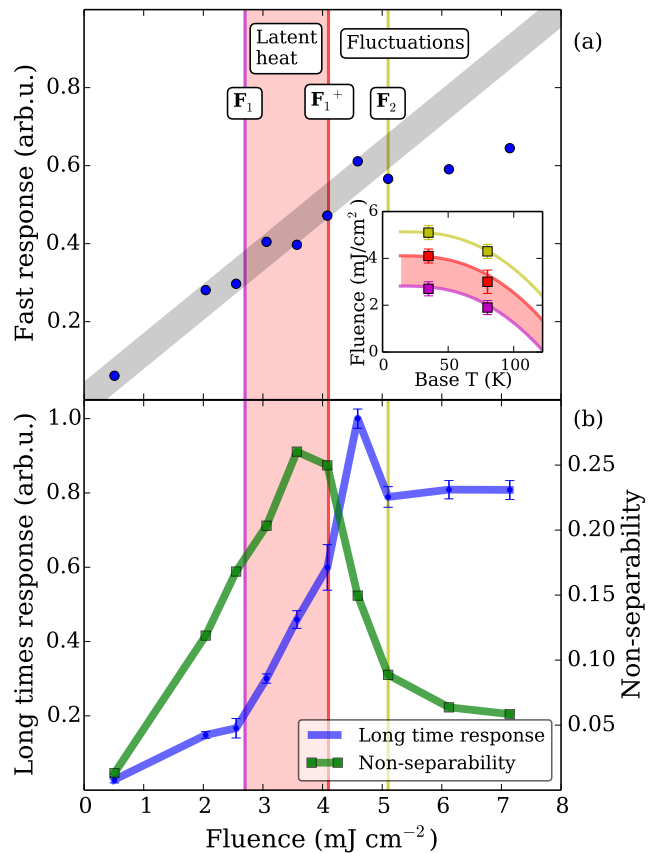 (a)
Latent
heat
Fluctuations
F₁
F₁⁺
F₂
Fast response (arb.u.)
0.8
0.6
0.4
0.2
Fluence (mJ/cm²)
6
4
2
0
0
50
100
Base T (K)
(b)
Long times response (arb.u.)
1.0
0.8
0.6
0.4
0.2
Non-separability
0.25
0.20
0.15
0.10
0.05
Long time response
Non-separability
0 1 2 3 4 5 6 7 8
Fluence (mJ cm⁻²)